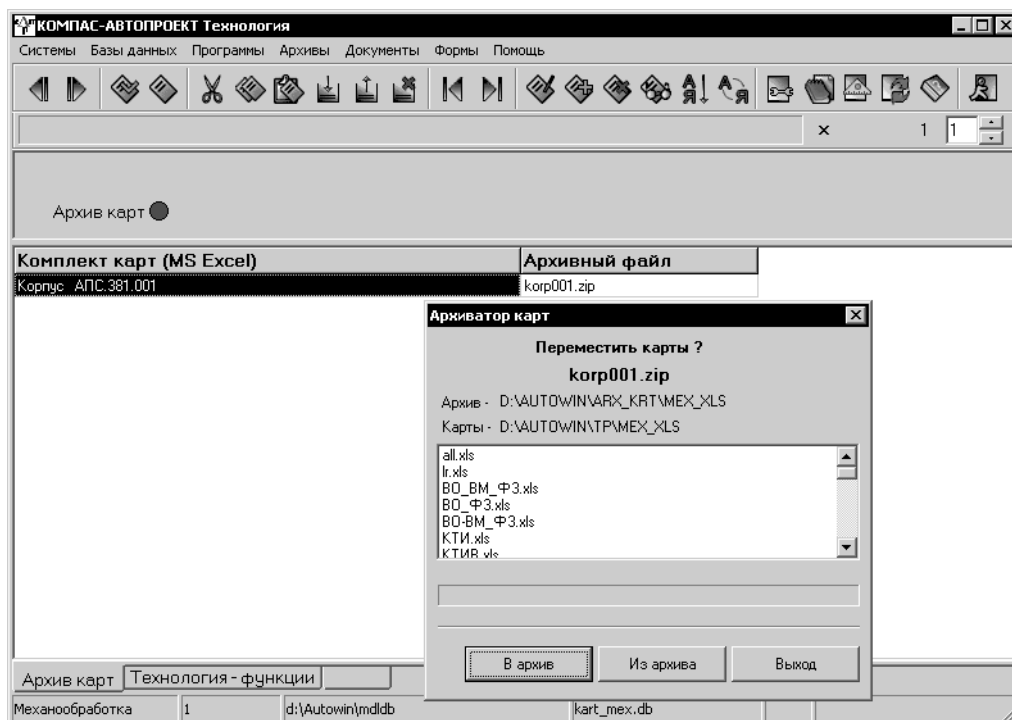 КОМПАС-АВТОПРОЕКТ Технология
Системы Базы данных Программы Архивы Документы Формы Помощь
× 1 1
Архив карт
Комплект карт (MS Excel) Архивный файл
Корпус АПС.381.001 korp001.zip
Архиватор карт
Переместить карты ?
korp001.zip
Архив - D:\AUTOWIN\ARX_KRT\MEX_XLS
Карты - D:\AUTOWIN\TP\MEX_XLS
all.xls
lr.xls
ВО_ВМ_ФЗ.xls
ВО_ФЗ.xls
ВО-ВМ_ФЗ.xls
КТИ.xls
КТИВ.xls
В архив Из архива Выход
Архив карт Технология - функции
Механообработка 1 d:\Autowin\mdldb kart_mex.db